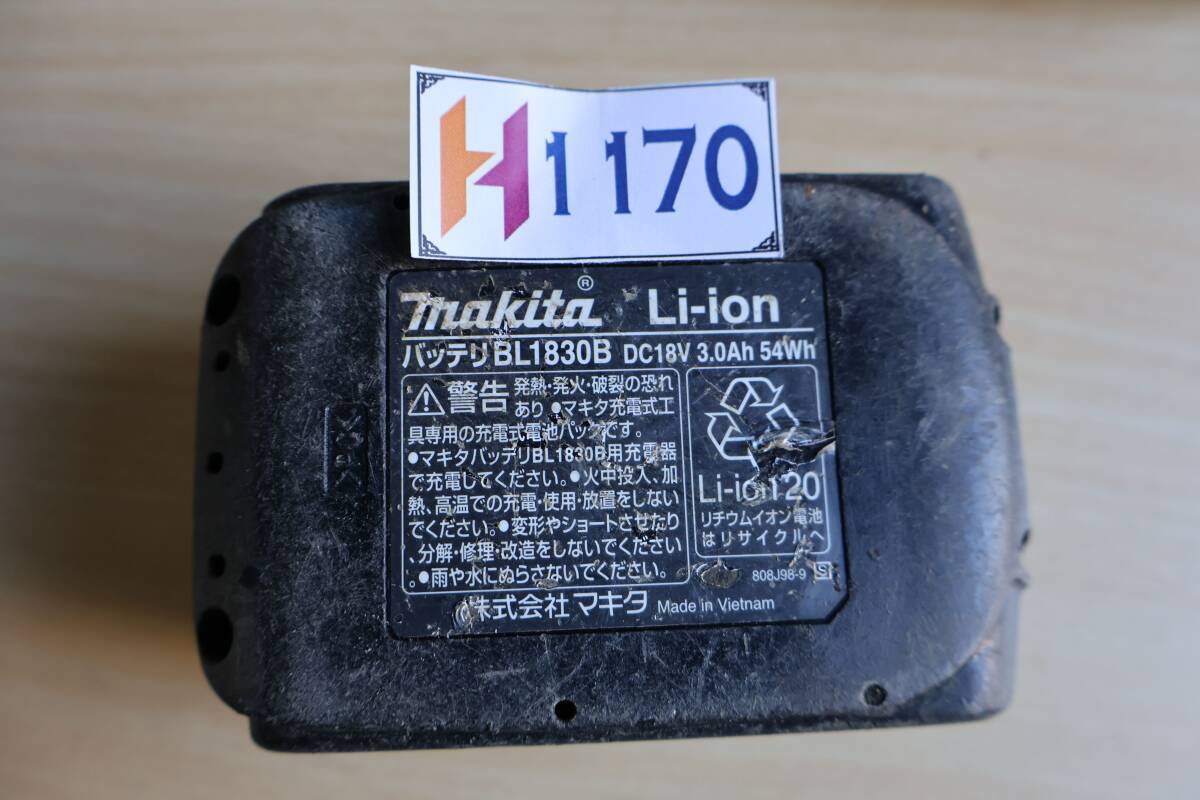 H1170
makita® Li-ion
バッテリBL1830B DC18V 3.0Ah 54Wh
警告 発熱・発火・破裂の恐れ
あり ●マキタ充電式工
具専用の充電式電池パックです。
●マキタバッテリBL1830B用充電器
で充電してください。●火中投入、加
熱、高温での充電・使用・放置をしない
でください。●変形やショートさせたり
、分解・修理・改造をしないでください
。●雨や水にぬらさないでください。
Li-ion 20
リチウムイオン電池
はリサイクルへ
808J98-9
株式会社マキタ Made in Vietnam